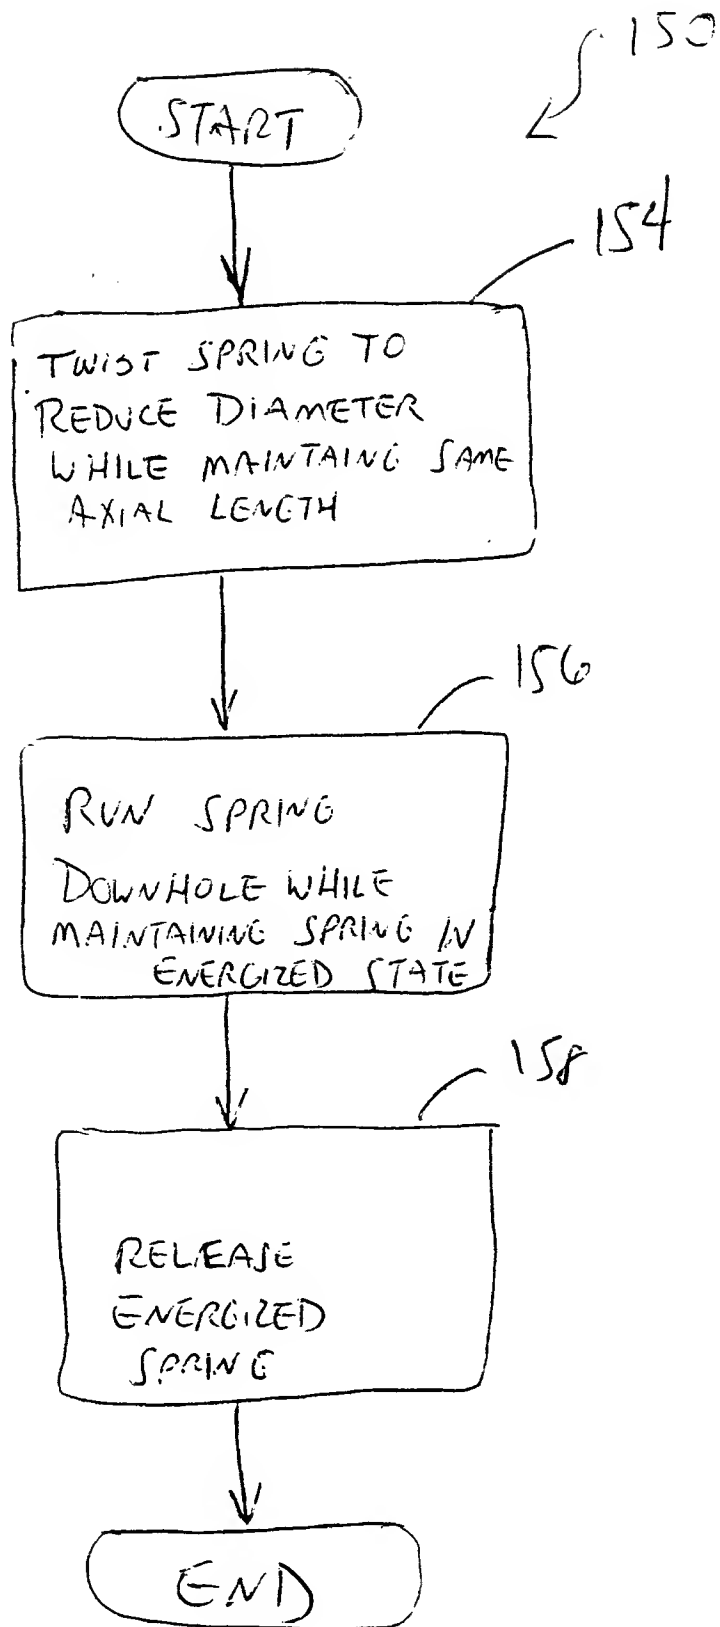 150
START
154
TWIST SPRING TO
REDUCE DIAMETER
WHILE MAINTAING SAME
AXIAL LENGTH
156
RUN SPRING
DOWNHOLE WHILE
MAINTAINING SPRING IN
ENERGIZED STATE
158
RELEASE
ENERGIZED
SPRING
END